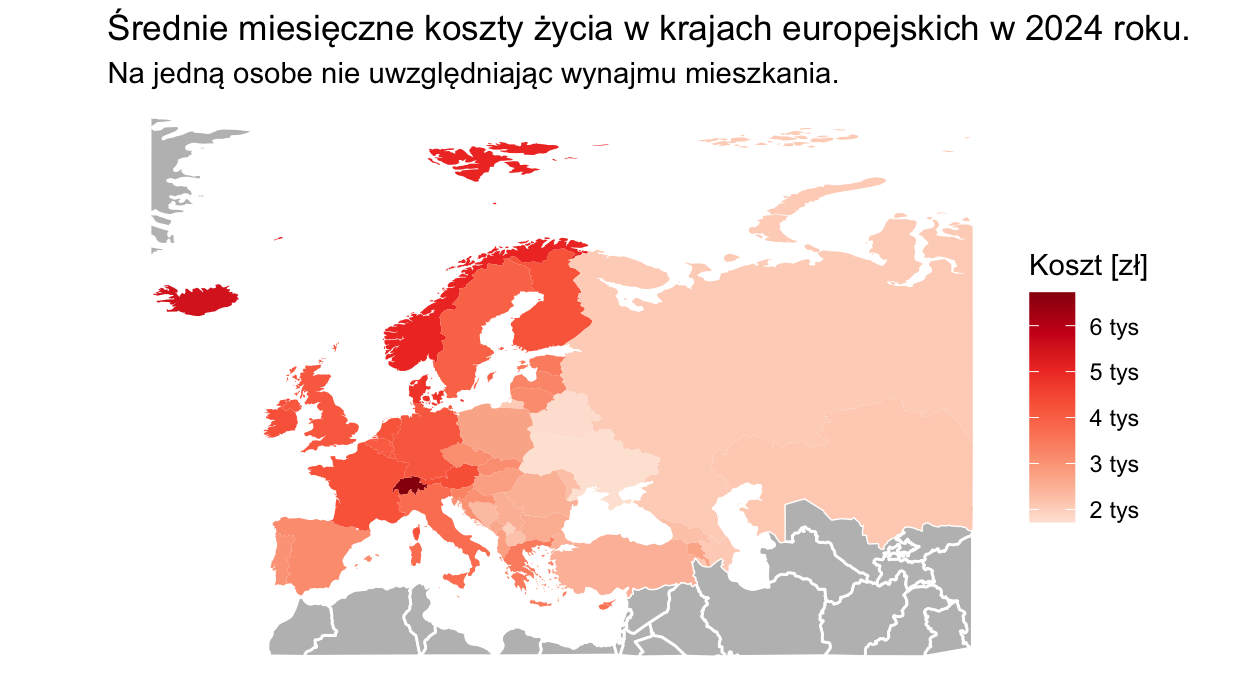 Średnie miesięczne koszty życia w krajach europejskich w 2024 roku.
Na jedną osobe nie uwzględniając wynajmu mieszkania.
Koszt [zł]
6 tys
5 tys
4 tys
3 tys
2 tys